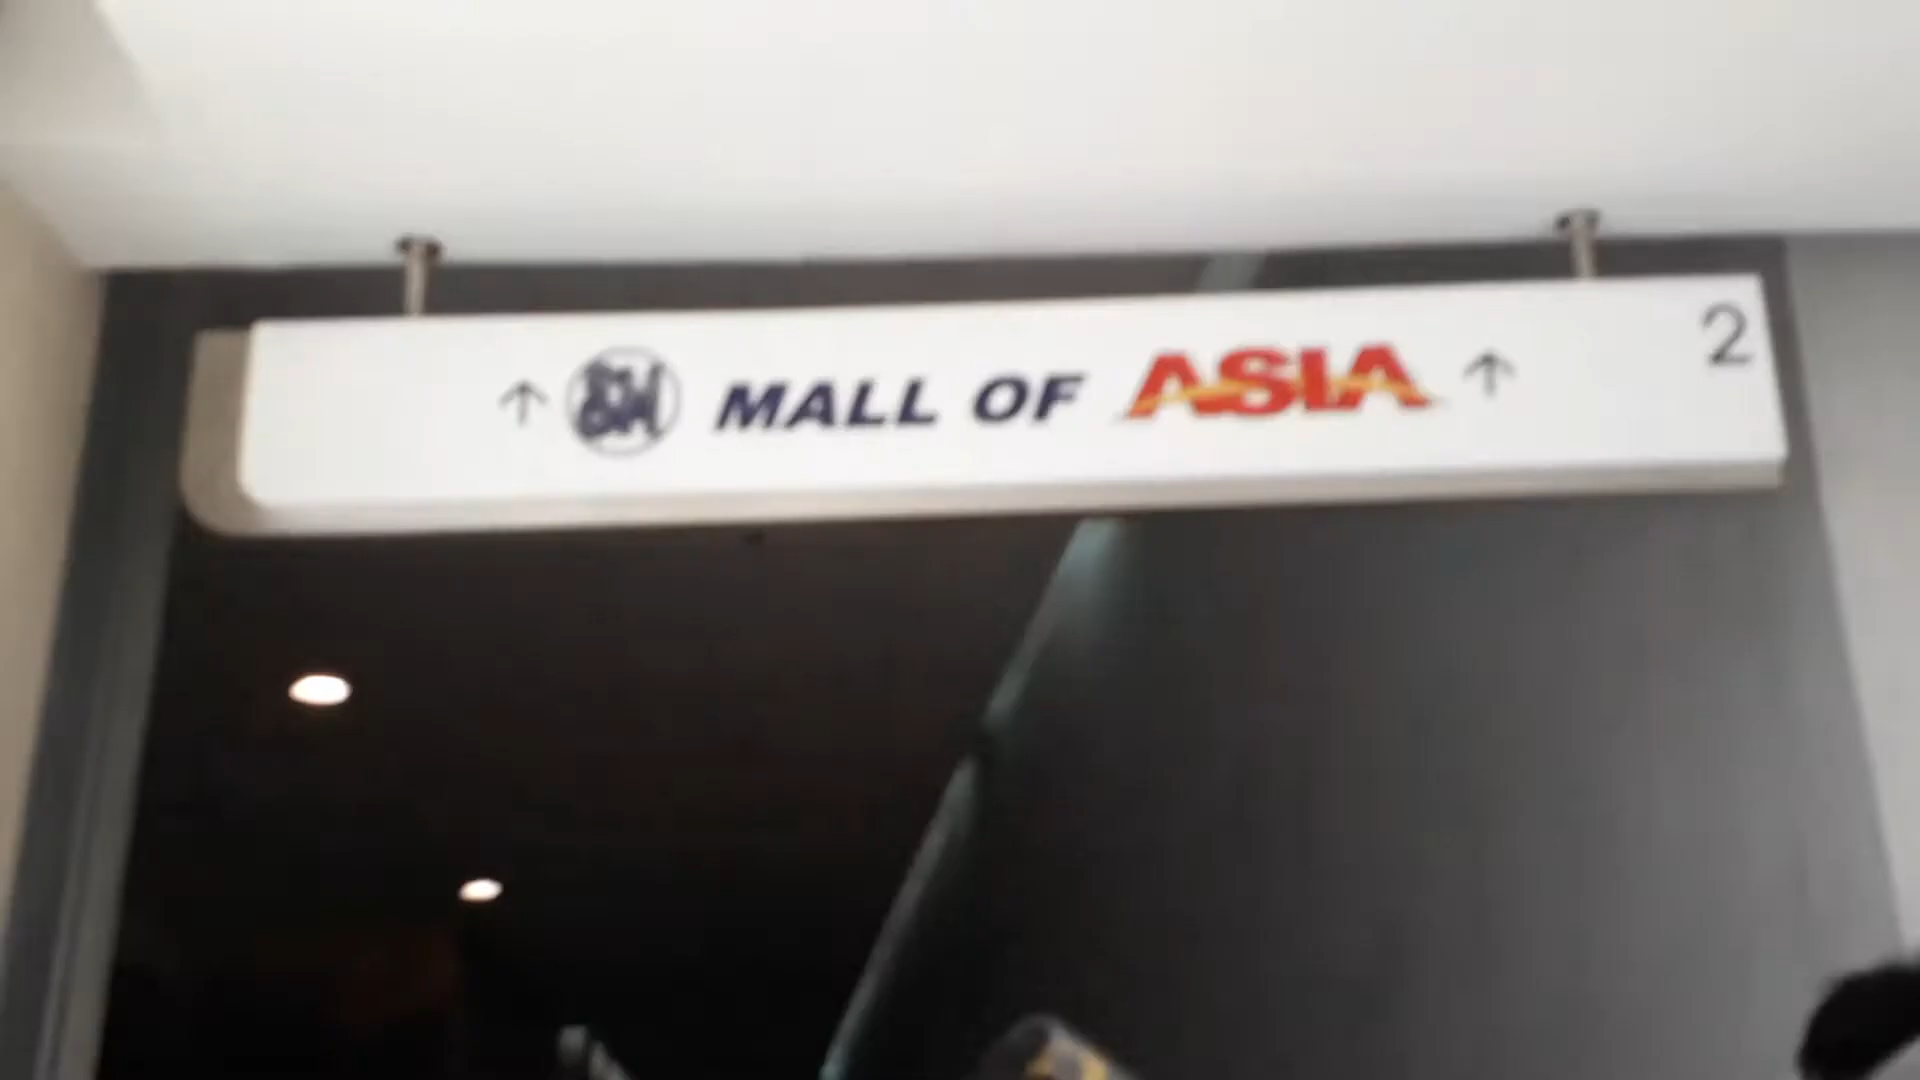 ↑ SM MALL OF ASIA ↑
2